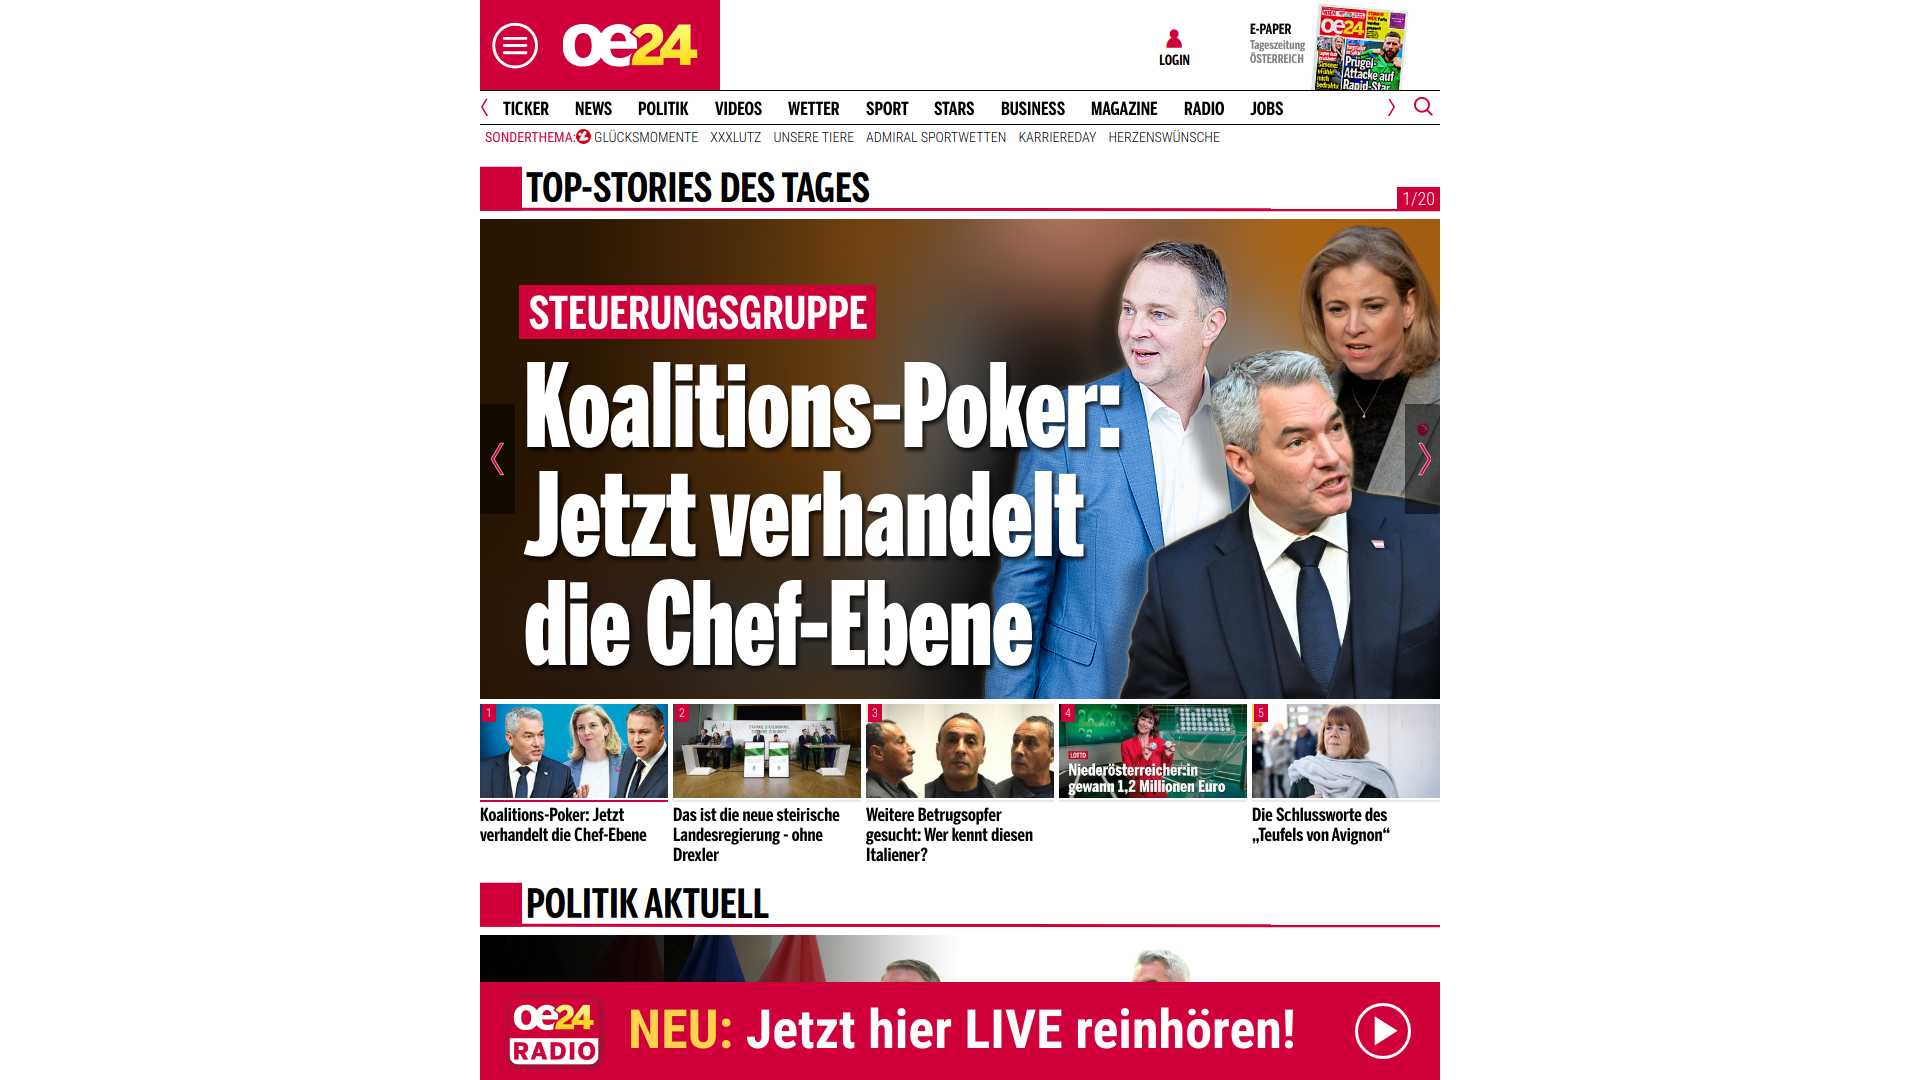 oe24
LOGIN
E-PAPER
Tageszeitung
ÖSTERREICH
oe24
Prügel-
Attacke auf
Rapid-Star
TICKER NEWS POLITIK VIDEOS WETTER SPORT STARS BUSINESS MAGAZINE RADIO JOBS
SONDERTHEMA: GLÜCKSMOMENTE XXXLUTZ UNSERE TIERE ADMIRAL SPORTWETTEN KARRIEREDAY HERZENSWÜNSCHE
TOP-STORIES DES TAGES
1/20
STEUERUNGSGRUPPE
Koalitions-Poker:
Jetzt verhandelt
die Chef-Ebene
1
Koalitions-Poker: Jetzt
verhandelt die Chef-Ebene
2
Das ist die neue steirische
Landesregierung - ohne
Drexler
3
Weitere Betrugsopfer
gesucht: Wer kennt diesen
Italiener?
4
LOTTO
Niederösterreicher:in
gewann 1,2 Millionen Euro
5
Die Schlussworte des
„Teufels von Avignon“
POLITIK AKTUELL
oe24
RADIO
NEU: Jetzt hier LIVE reinhören!